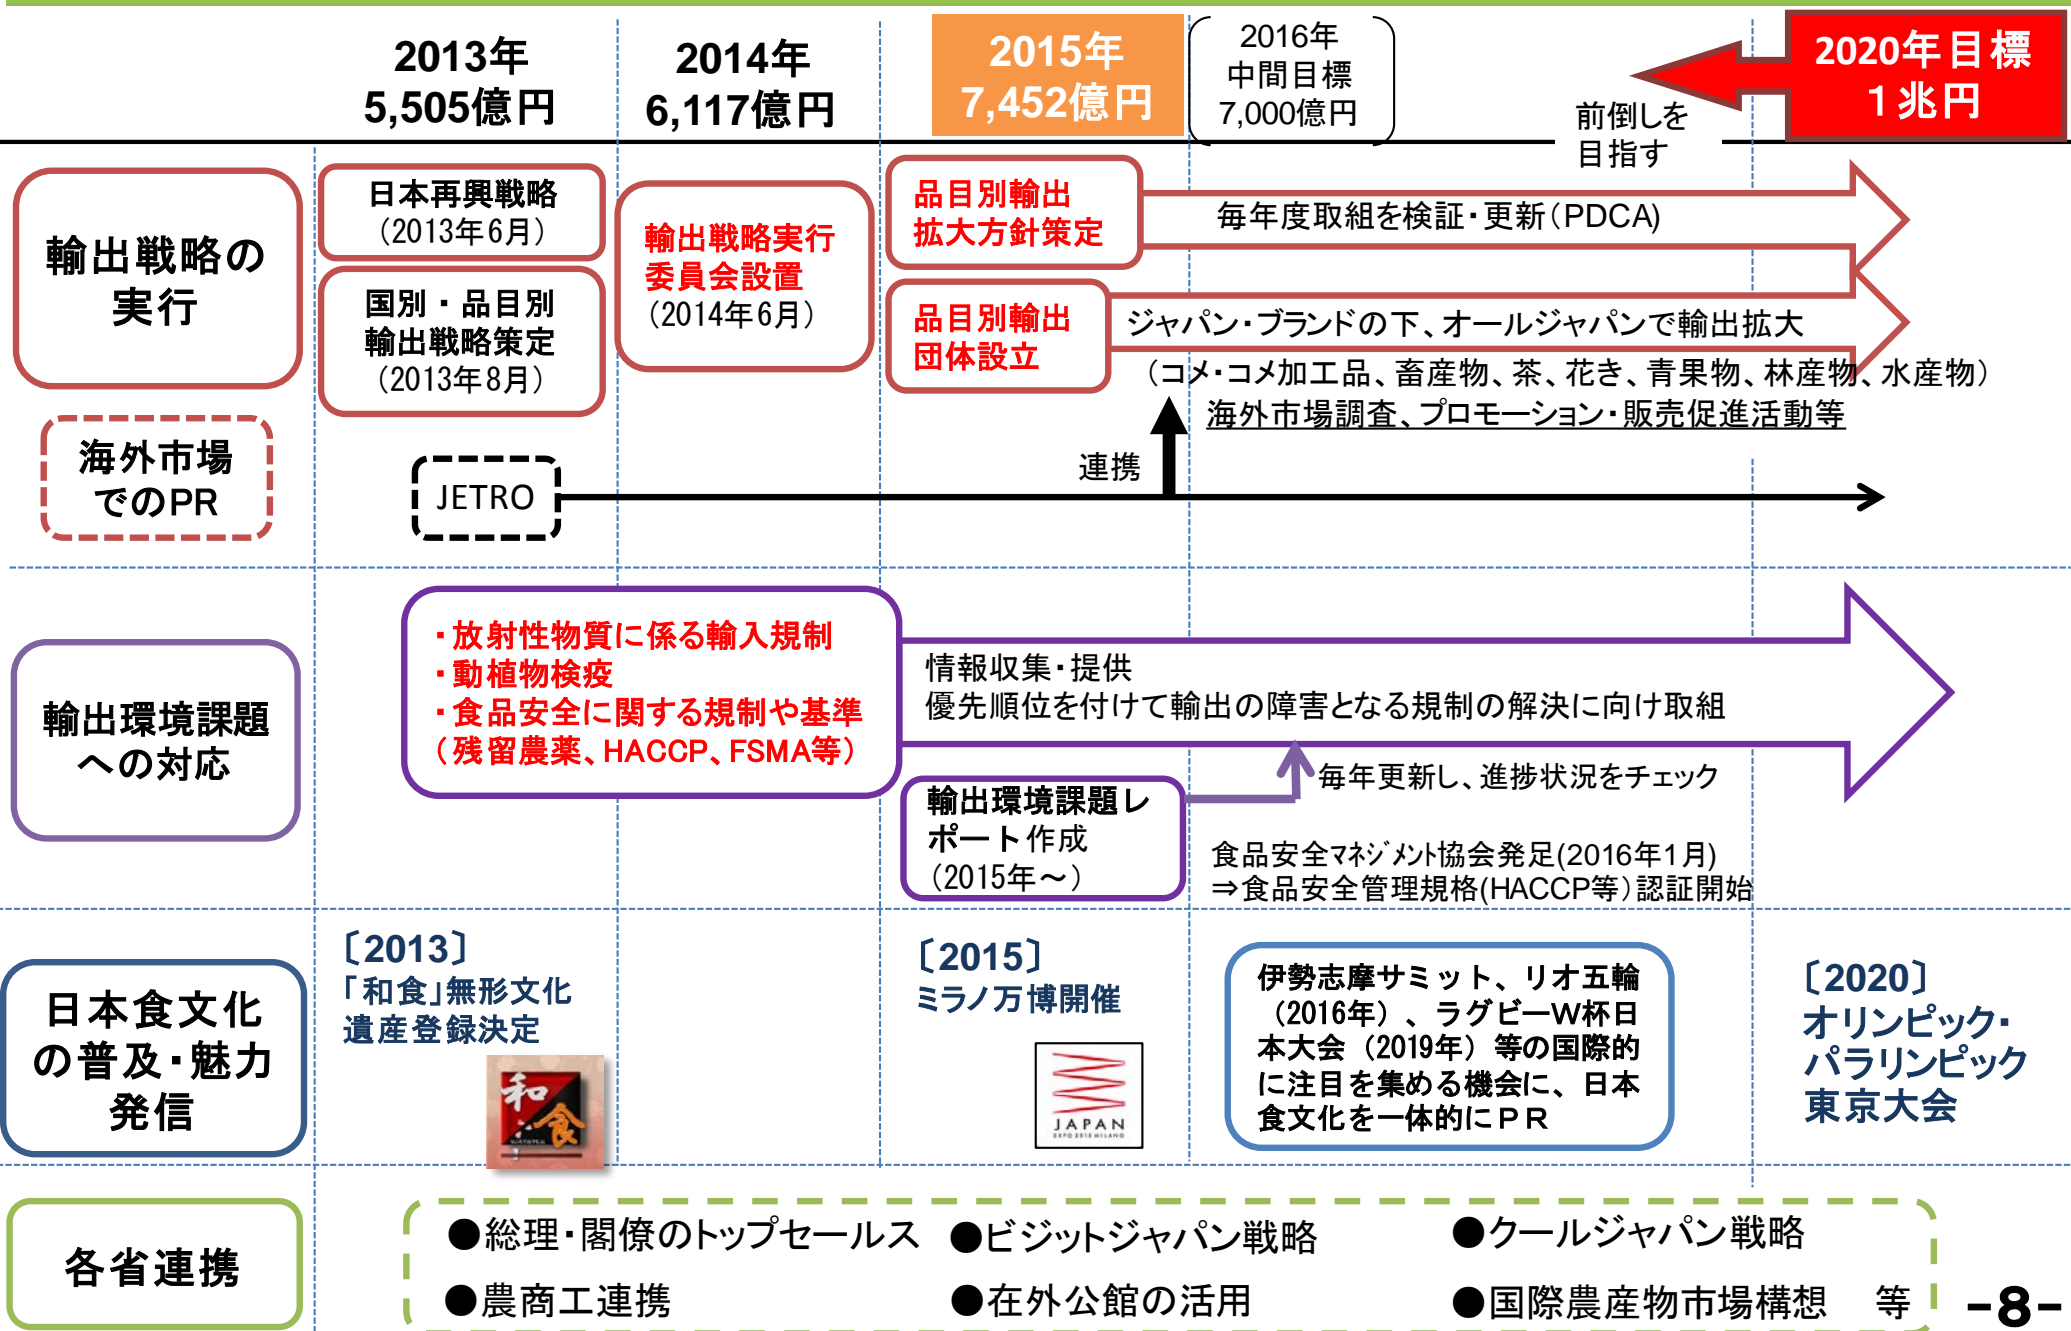 2013年
5,505億円
2014年
6,117億円
2015年
7,452億円
2016年
中間目標
7,000億円
前倒しを
目指す
2020年目標
１兆円
輸出戦略の
実行
日本再興戦略
（2013年6月）
国別・品目別
輸出戦略策定
（2013年8月）
輸出戦略実行
委員会設置
（2014年6月）
品目別輸出
拡大方針策定
毎年度取組を検証・更新（PDCA)
品目別輸出
団体設立
ジャパン・ブランドの下、オールジャパンで輸出拡大
（コメ・コメ加工品、畜産物、茶、花き、青果物、林産物、水産物）
海外市場調査、プロモーション・販売促進活動等
海外市場
でのPR
JETRO
連携
輸出環境課題
への対応
・放射性物質に係る輸入規制
・動植物検疫
・食品安全に関する規制や基準
（残留農薬、HACCP、FSMA等）
情報収集・提供
優先順位を付けて輸出の障害となる規制の解決に向け取組
輸出環境課題レ
ポート作成
（2015年～）
毎年更新し、進捗状況をチェック
食品安全ﾏﾈｼﾞﾒﾝﾄ協会発足(2016年1月)
⇒食品安全管理規格(HACCP等）認証開始
日本食文化
の普及・魅力
発信
〔2013〕
「和食」無形文化
遺産登録決定
和
食
WASHOKU
〔2015〕
ミラノ万博開催
JAPAN
EXPO 2015 MILANO
伊勢志摩サミット、リオ五輪
（2016年）、ラグビーＷ杯日
本大会（2019年）等の国際的
に注目を集める機会に、日本
食文化を一体的にＰＲ
〔2020〕
オリンピック・
パラリンピック
東京大会
各省連携
●総理・閣僚のトップセールス
●ビジットジャパン戦略
●クールジャパン戦略
●農商工連携
●在外公館の活用
●国際農産物市場構想　等
-8-